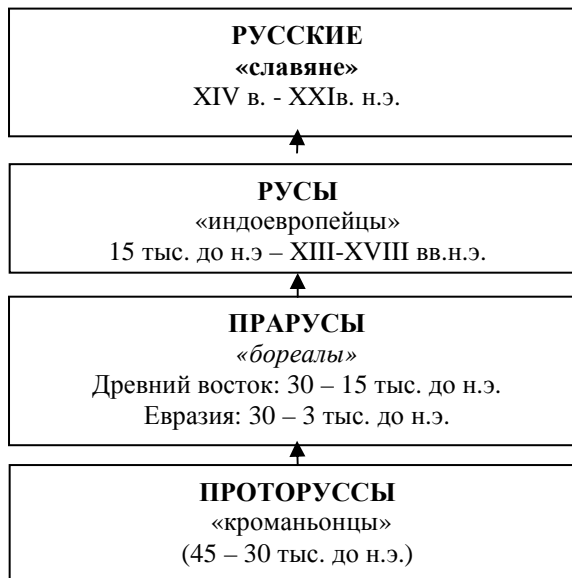 РУССКИЕ
«славяне»
XIV в. - XXIв. н.э.
РУСЫ
«индоевропейцы»
15 тыс. до н.э – XIII-XVIII вв.н.э.
ПРАРУСЫ
«бореалы»
Древний восток: 30 – 15 тыс. до н.э.
Евразия: 30 – 3 тыс. до н.э.
ПРОТОРУССЫ
«кроманьонцы»
(45 – 30 тыс. до н.э.)